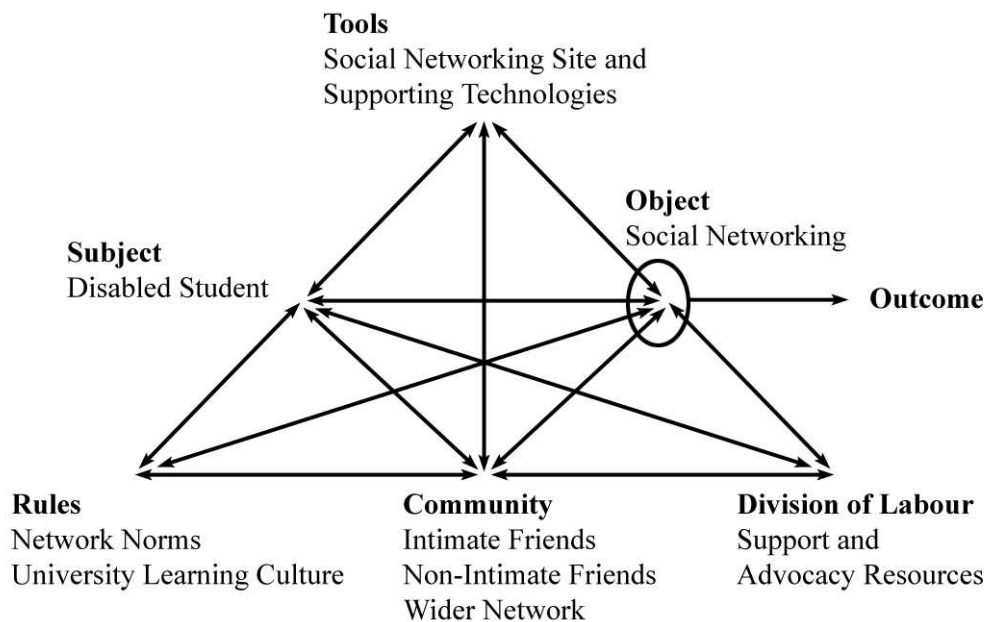 Tools
Social Networking Site and
Supporting Technologies
Object
Social Networking
Subject
Disabled Student
Outcome
Rules
Network Norms
University Learning Culture
Community
Intimate Friends
Non-Intimate Friends
Wider Network
Division of Labour
Support and
Advocacy Resources